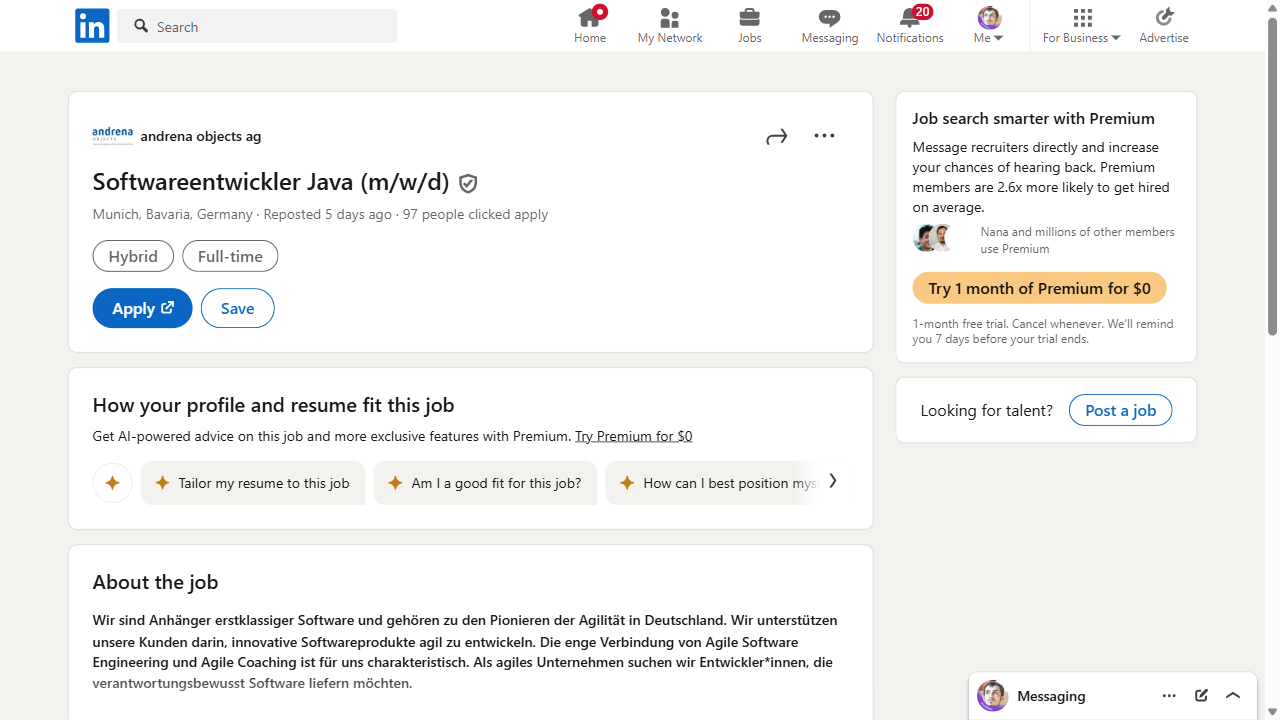 in
Search
Home
My Network
Jobs
Messaging
20
Notifications
Me
For Business
Advertise
andrena
OBJECTS
andrena objects ag
Softwareentwickler Java (m/w/d)
Munich, Bavaria, Germany · Reposted 5 days ago · 97 people clicked apply
Hybrid
Full-time
Apply
Save
How your profile and resume fit this job
Get AI-powered advice on this job and more exclusive features with Premium. Try Premium for $0
Tailor my resume to this job
Am I a good fit for this job?
How can I best position myse
About the job
Wir sind Anhänger erstklassiger Software und gehören zu den Pionieren der Agilität in Deutschland. Wir unterstützen
unsere Kunden darin, innovative Softwareprodukte agil zu entwickeln. Die enge Verbindung von Agile Software
Engineering und Agile Coaching ist für uns charakteristisch. Als agiles Unternehmen suchen wir Entwickler*innen, die
verantwortungsbewusst Software liefern möchten.
Job search smarter with Premium
Message recruiters directly and increase
your chances of hearing back. Premium
members are 2.6x more likely to get hired
on average.
Nana and millions of other members
use Premium
Try 1 month of Premium for $0
1-month free trial. Cancel whenever. We’ll remind
you 7 days before your trial ends.
Looking for talent?
Post a job
Messaging